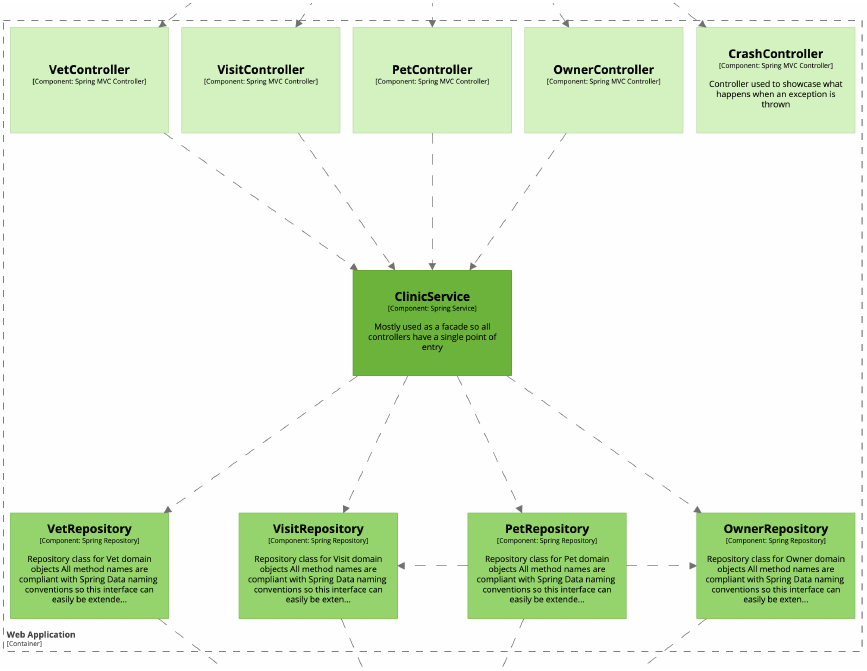 VetController
[Component: Spring MVC Controller]
VisitController
[Component: Spring MVC Controller]
PetController
[Component: Spring MVC Controller]
OwnerController
[Component: Spring MVC Controller]
CrashController
[Component: Spring MVC Controller]
Controller used to showcase what
happens when an exception is
thrown
ClinicService
[Component: Spring Service]
Mostly used as a facade so all
controllers have a single point of
entry
VetRepository
[Component: Spring Repository]
Repository class for Vet domain
objects All method names are
compliant with Spring Data naming
conventions so this interface can
easily be extende...
VisitRepository
[Component: Spring Repository]
Repository class for Visit domain
objects All method names are
compliant with Spring Data naming
conventions so this interface can
easily be exten...
PetRepository
[Component: Spring Repository]
Repository class for Pet domain
objects All method names are
compliant with Spring Data naming
conventions so this interface can
easily be extende...
OwnerRepository
[Component: Spring Repository]
Repository class for Owner domain
objects All method names are
compliant with Spring Data naming
conventions so this interface can
easily be exten...
Web Application
[Container]